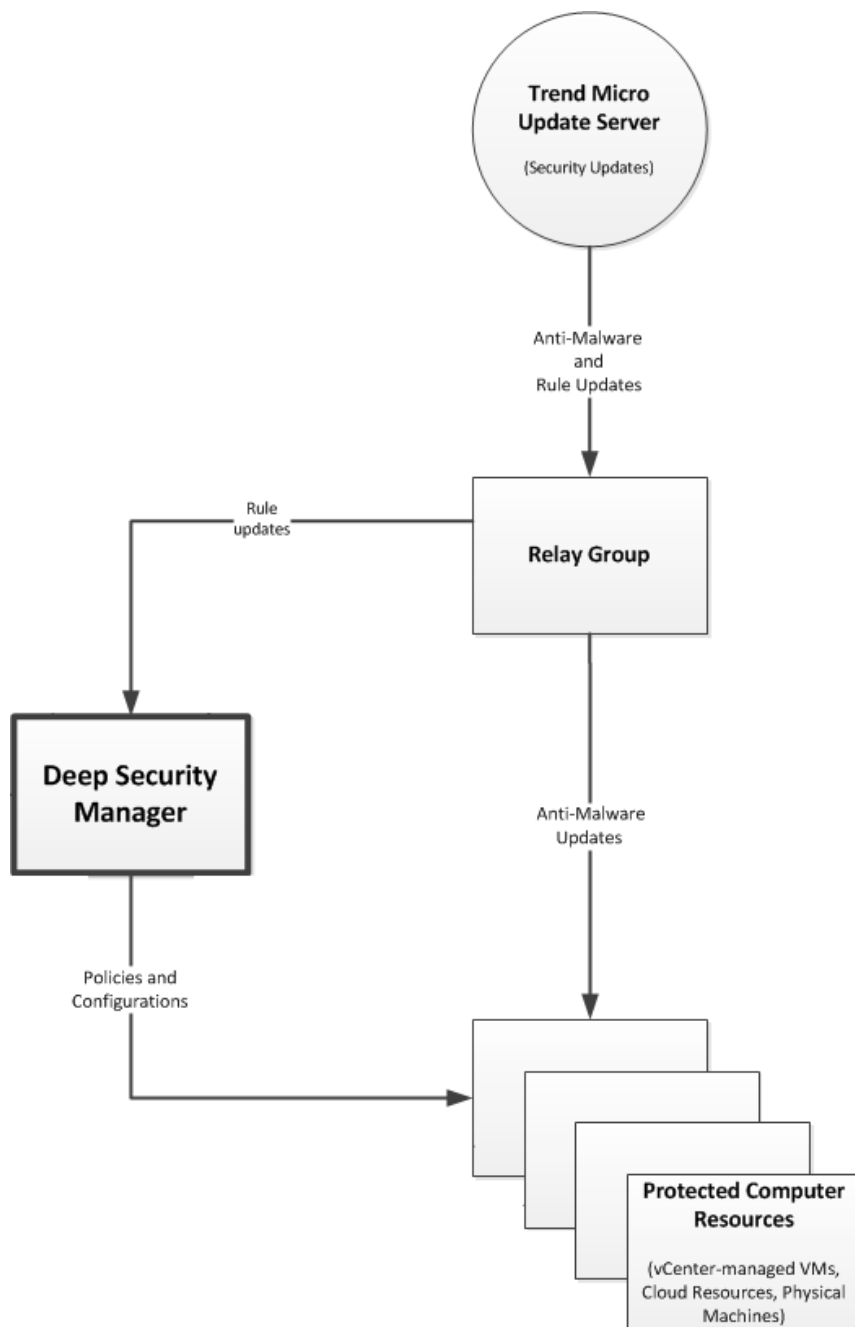 Trend Micro
Update Server
(Security Updates)
Anti-Malware
and
Rule Updates
Rule
updates
Relay Group
Deep Security
Manager
Anti-Malware
Updates
Policies and
Configurations
Protected Computer
Resources
(vCenter-managed VMs,
Cloud Resources, Physical
Machines)